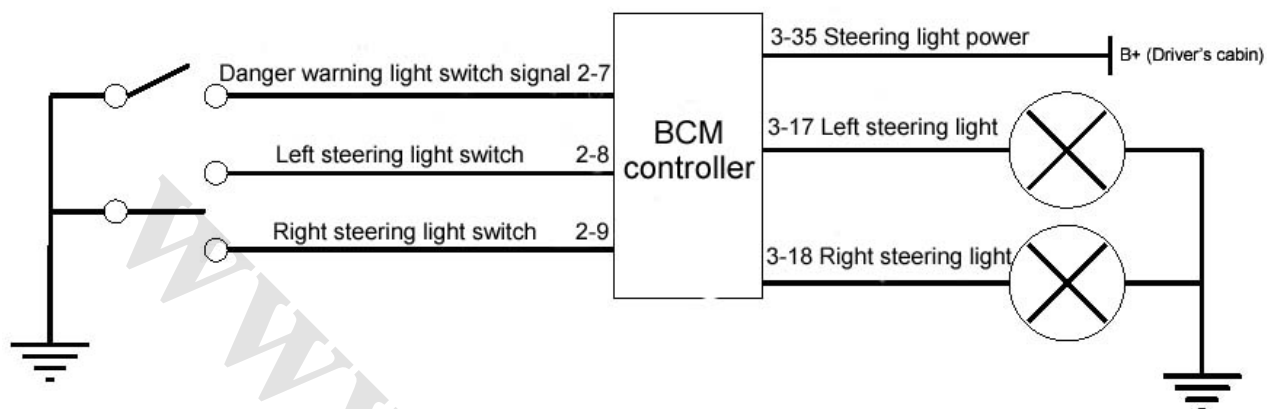 3-35 Steering light power
B+ (Driver's cabin)
Danger warning light switch signal 2-7
BCM
controller
3-17 Left steering light
Left steering light switch 2-8
Right steering light switch 2-9
3-18 Right steering light